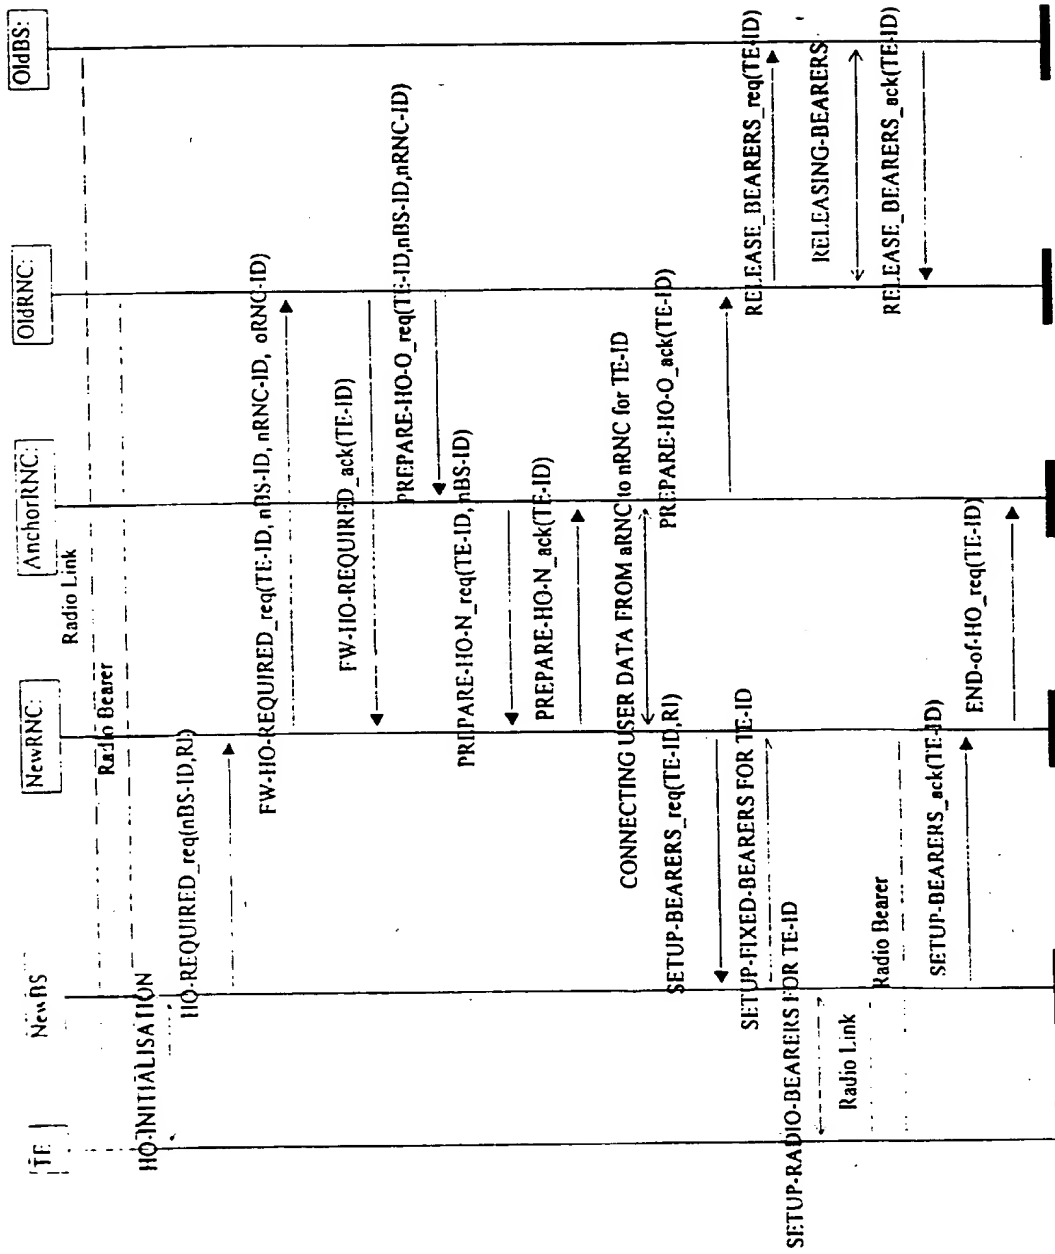 TE
NewBS
NewRNC:
AnchorRNC:
OldRNC:
OldBS:
Radio Link
Radio Bearer
HO-INITIALISATION
HO-REQUIRED_req(nBS-ID,RI)
FW-HO-REQUIRED_req(TE-ID, nBS-ID, nRNC-ID, oRNC-ID)
FW-HO-REQUIRED_ack(TE-ID)
PREPARE-HO-O_req(TE-ID,nBS-ID,nRNC-ID)
PREPARE-HO-N_req(TE-ID, nBS-ID)
PREPARE-HO-N_ack(TE-ID)
CONNECTING USER DATA FROM aRNC to nRNC for TE-ID
PREPARE-HO-O_ack(TE-ID)
SETUP-BEARERS_req(TE-ID,RI)
RELEASE_BEARERS_req(TE-ID)
SETUP-FIXED-BEARERS FOR TE-ID
SETUP-RADIO-BEARERS FOR TE-ID
RELEASING-BEARERS
Radio Link
Radio Bearer
RELEASE_BEARERS_ack(TE-ID)
SETUP-BEARERS_ack(TE-ID)
END-of-HO_req(TE-ID)